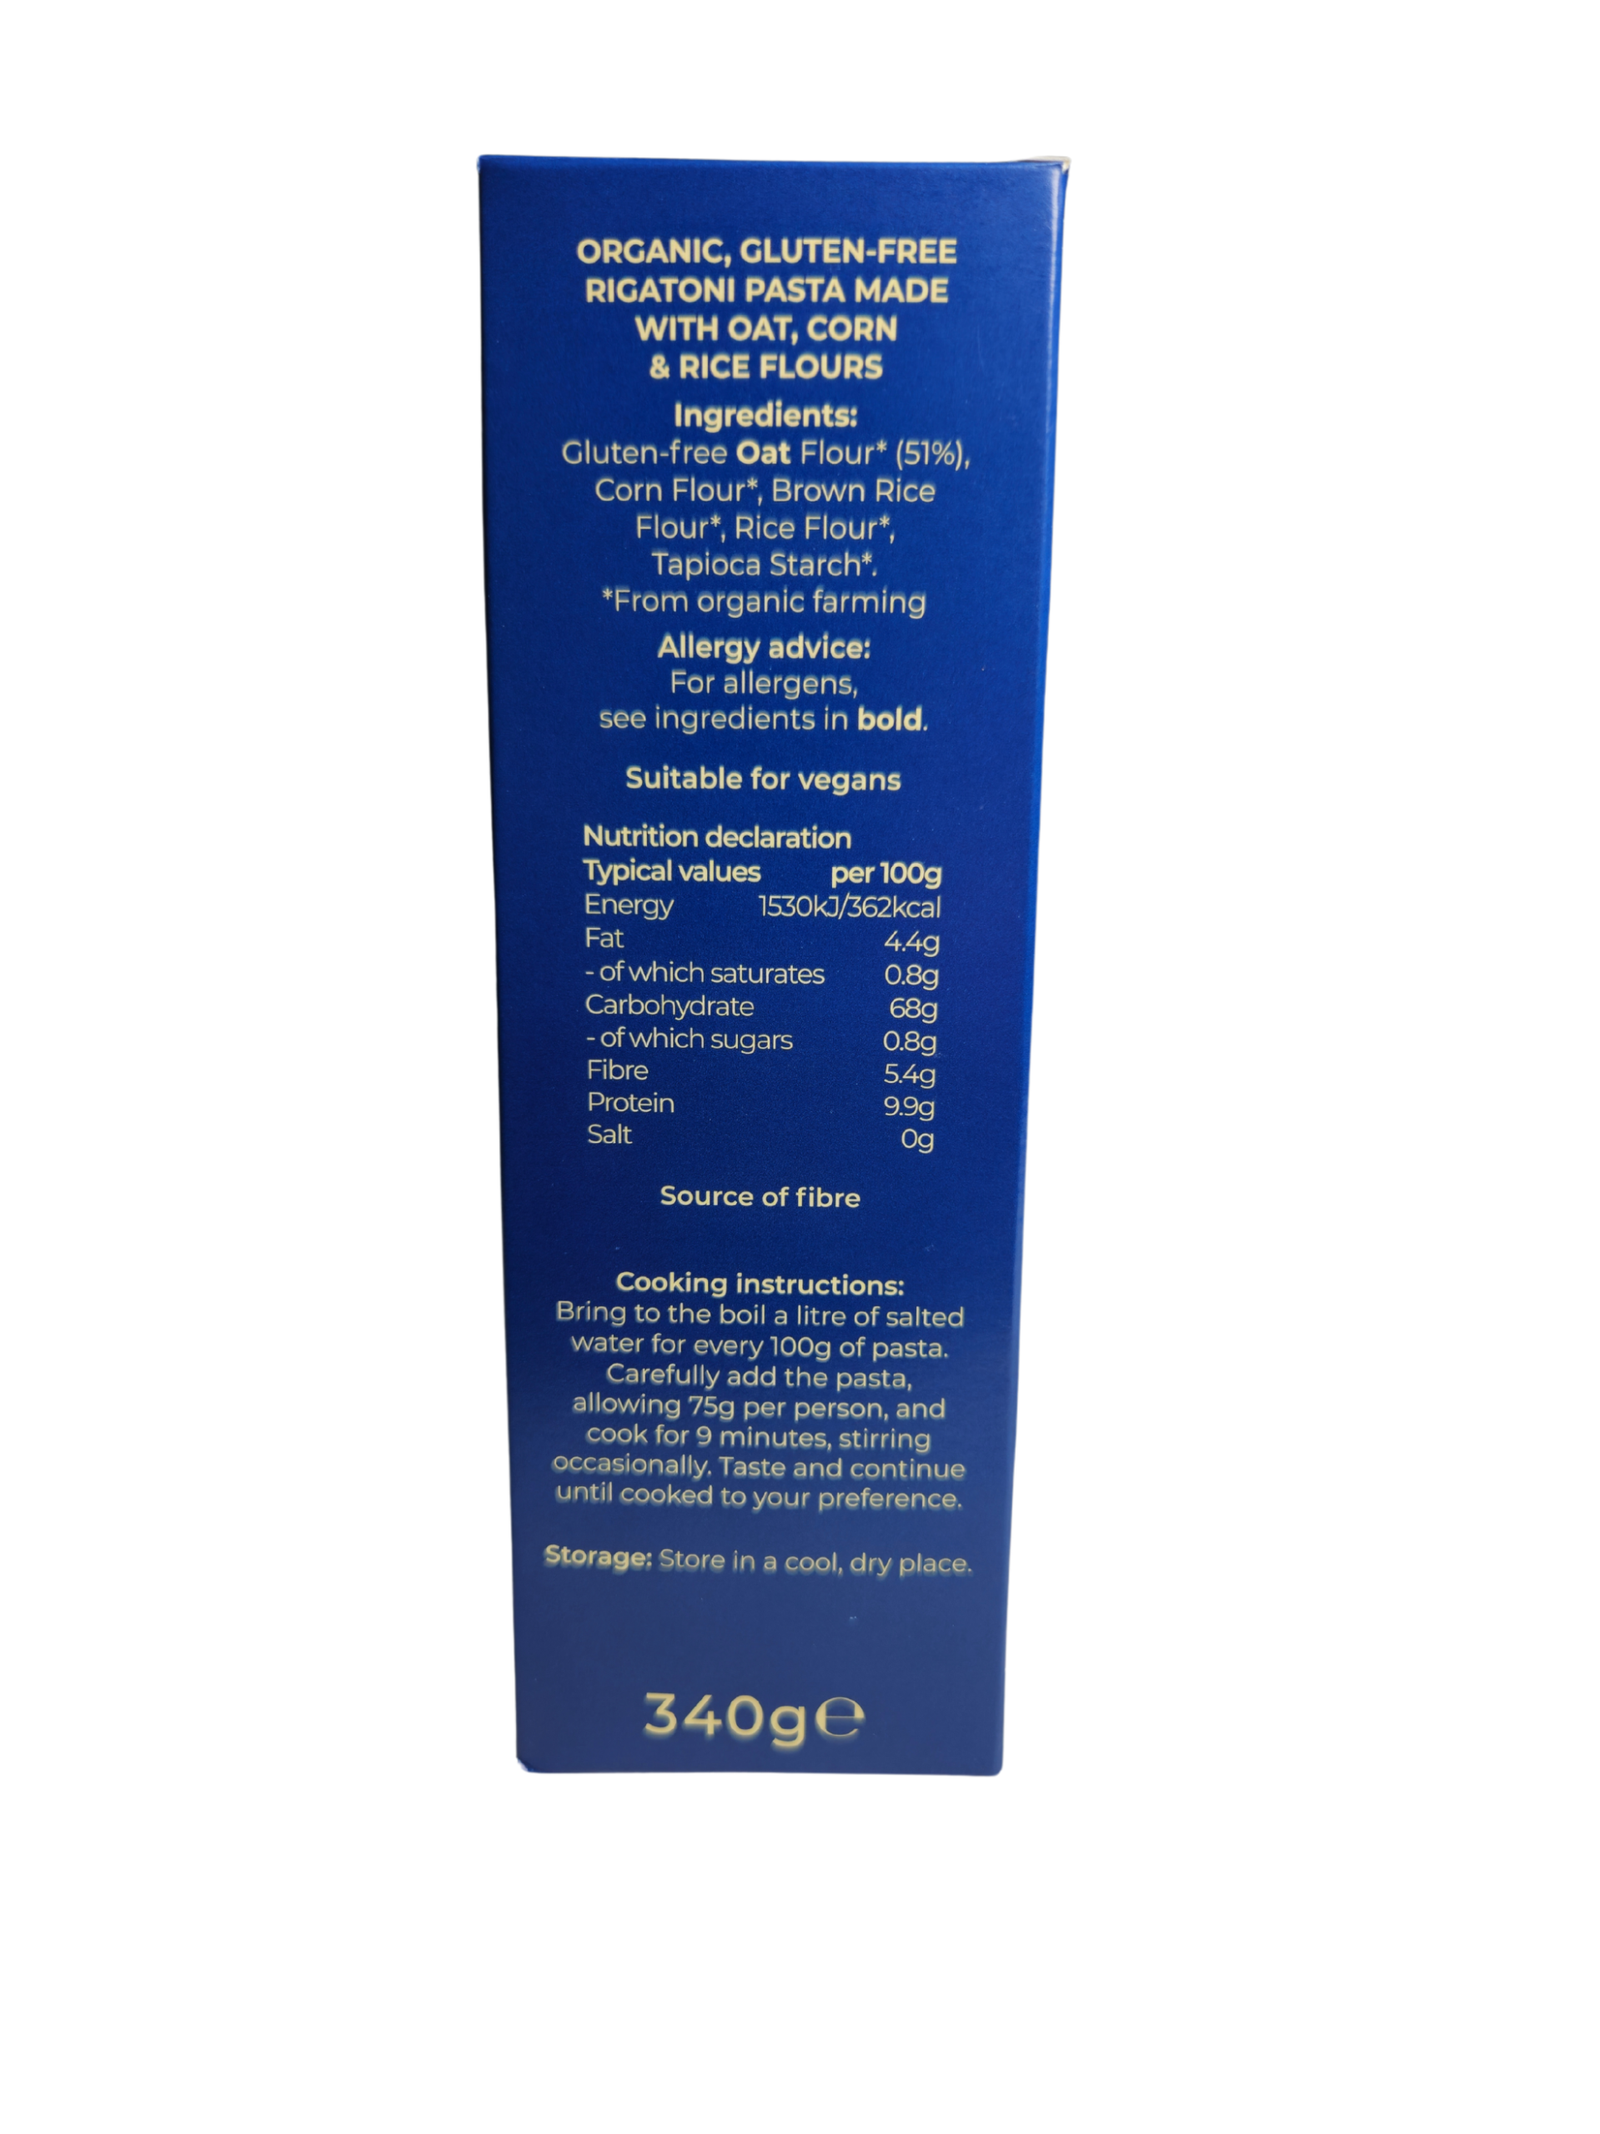 ORGANIC, GLUTEN-FREE
RIGATONI PASTA MADE
WITH OAT, CORN
& RICE FLOURS
Ingredients:
Gluten-free Oat Flour* (51%),
Corn Flour*, Brown Rice
Flour*, Rice Flour*,
Tapioca Starch*.
*From organic farming
Allergy advice:
For allergens,
see ingredients in bold.
Suitable for vegans
Nutrition declaration
Typical values per 100g
Energy 1530kJ/362kcal
Fat 4.4g
- of which saturates 0.8g
Carbohydrate 68g
- of which sugars 0.8g
Fibre 5.4g
Protein 9.9g
Salt 0g
Source of fibre
Cooking instructions:
Bring to the boil a litre of salted
water for every 100g of pasta.
Carefully add the pasta,
allowing 75g per person, and
cook for 9 minutes, stirring
occasionally. Taste and continue
until cooked to your preference.
Storage: Store in a cool, dry place.
340g℮